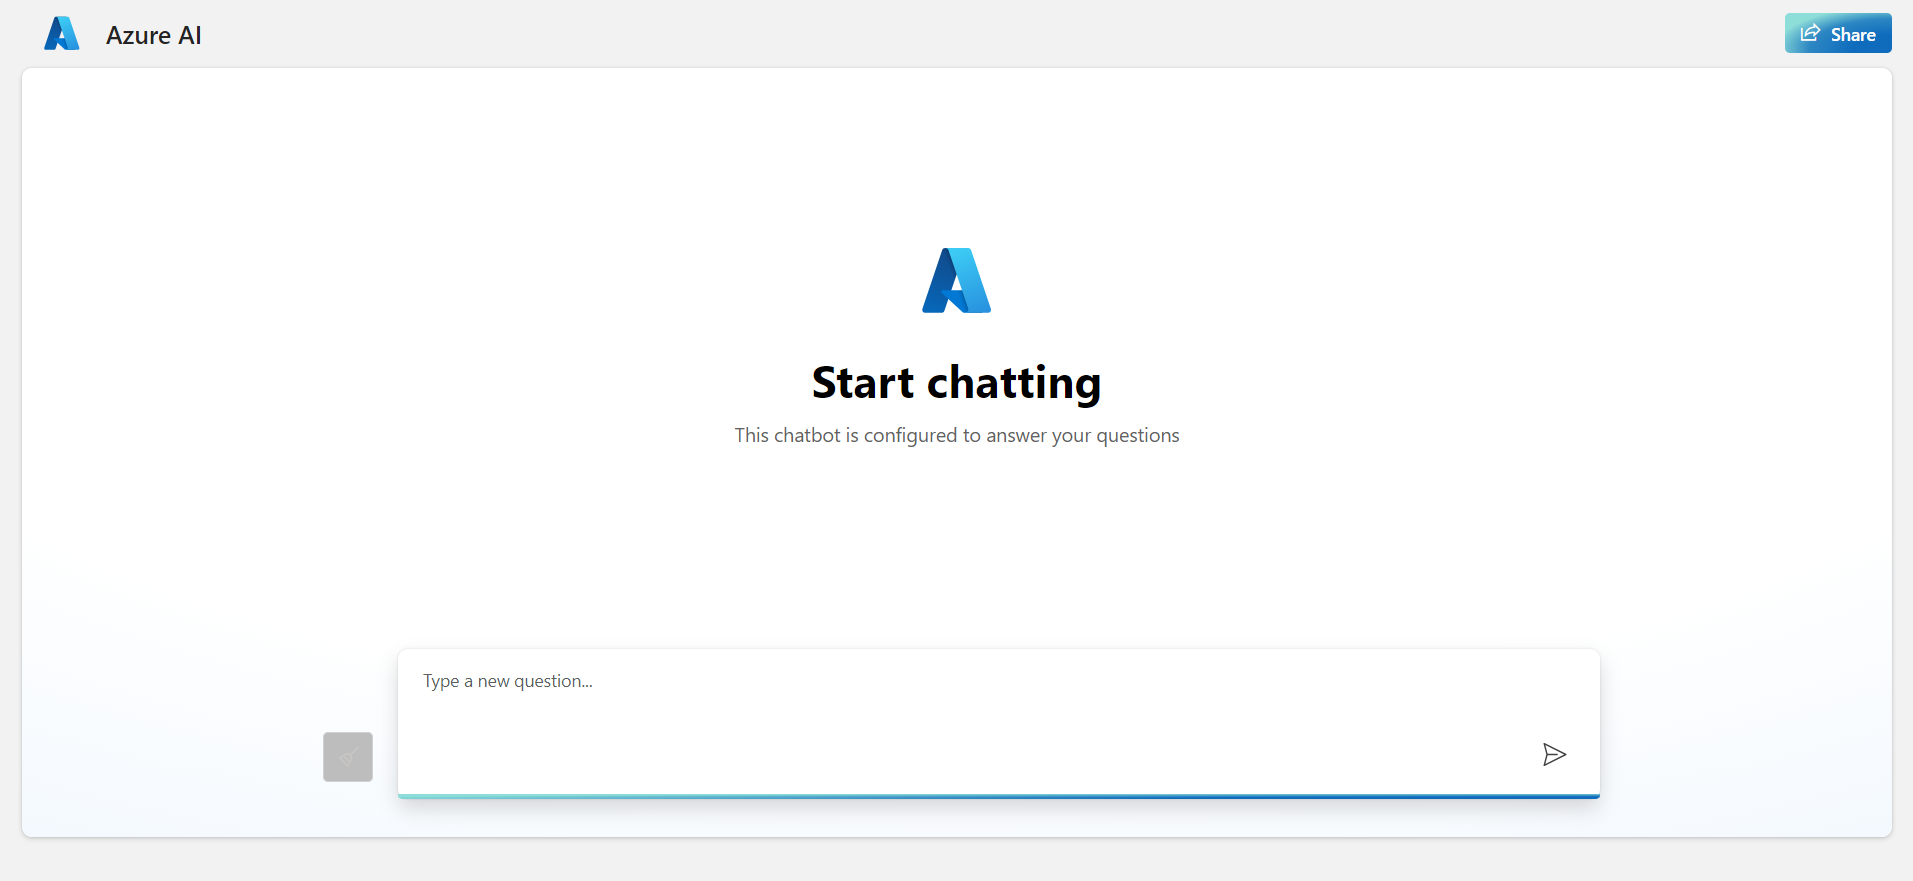 Azure AI
Share
Start chatting
This chatbot is configured to answer your questions
Type a new question...